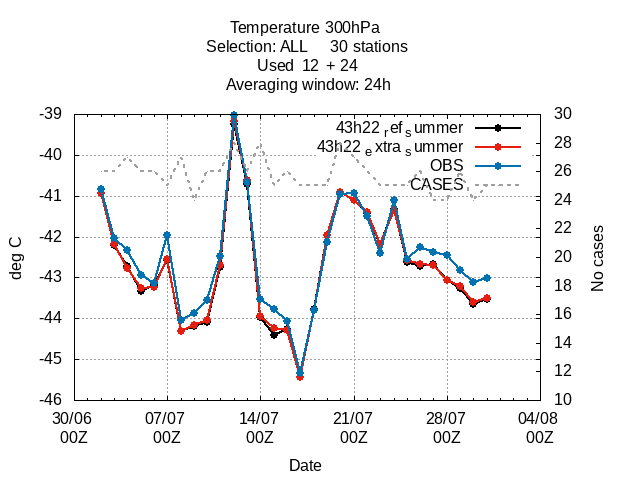 Temperature 300hPa
Selection: ALL 30 stations
Used 12 + 24
Averaging window: 24h
-39
-40
-41
-42
-43
-44
-45
-46
deg C
30
28
26
24
22
20
18
16
14
12
10
No cases
43h22 ref summer
43h22 extra summer
OBS
CASES
30/06 07/07 14/07 21/07 28/07 04/08
00Z 00Z 00Z 00Z 00Z 00Z
Date